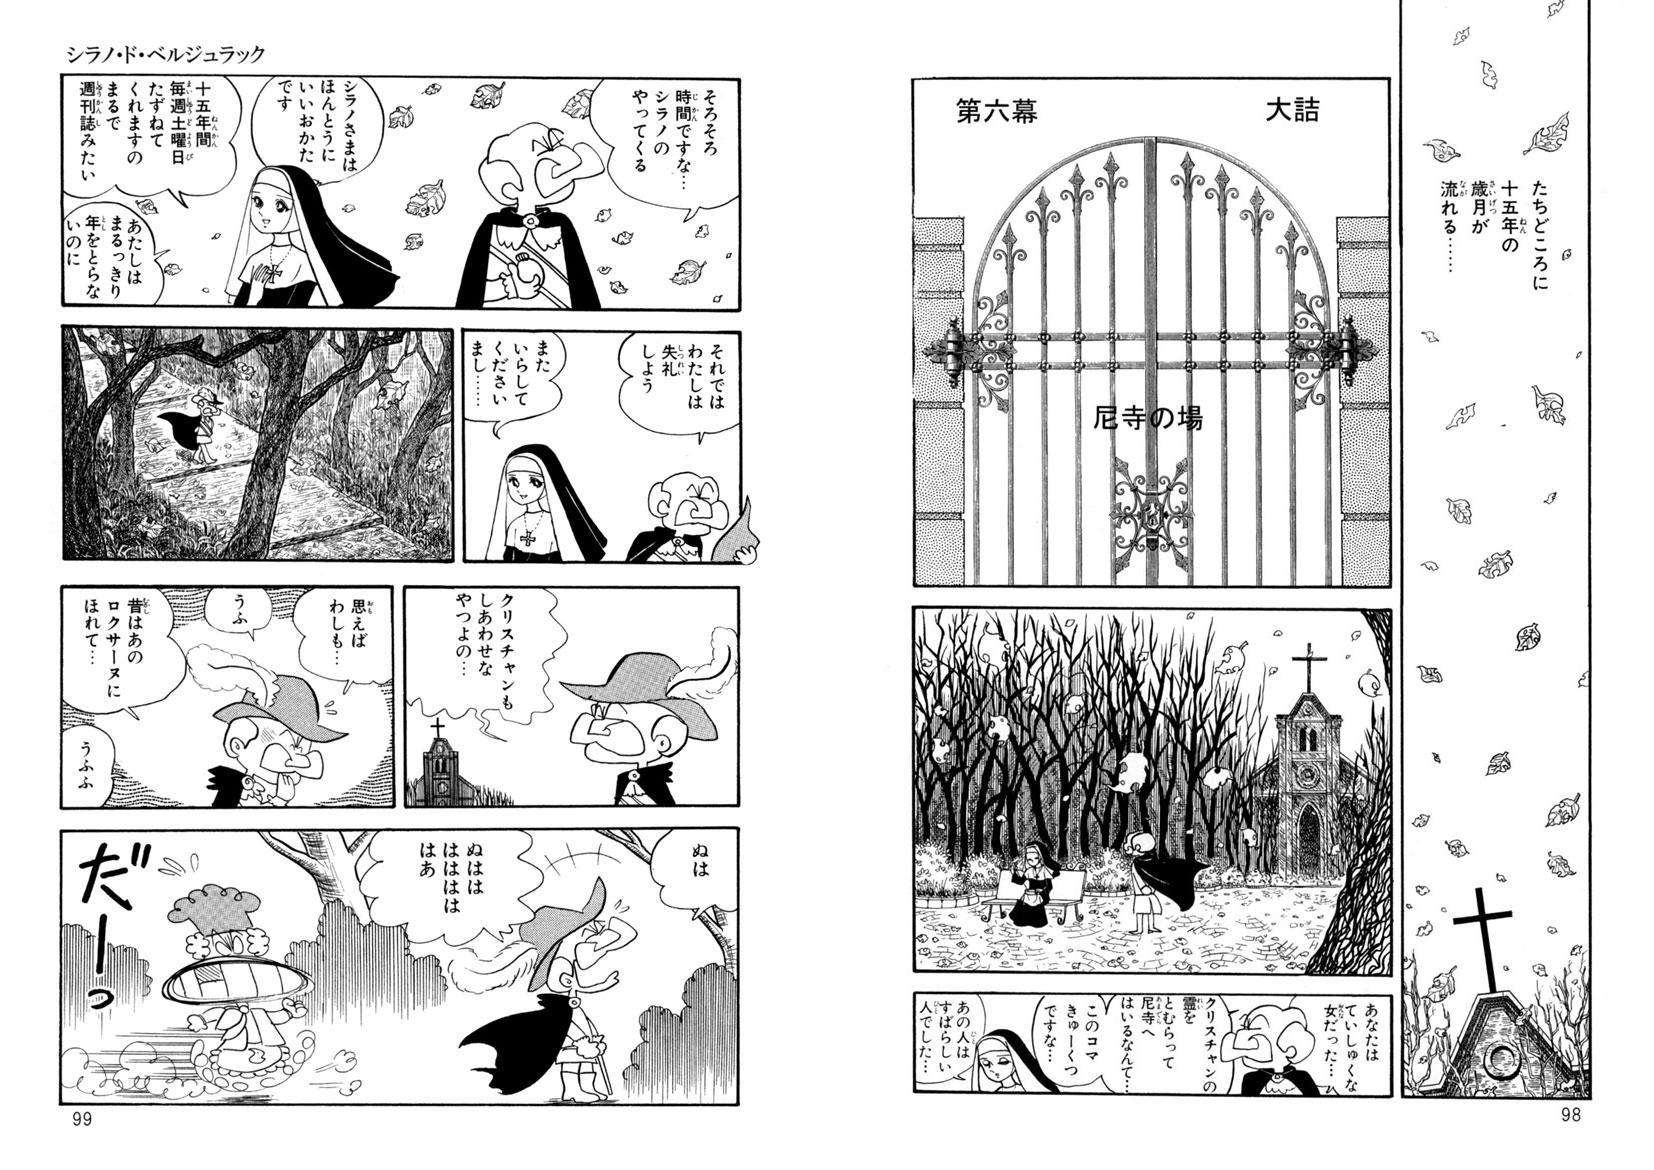 たちどころに
十五年の
歳月が
流れる……
第六幕
大詰
尼寺の場
あなたは
ていしゅくな
女だった…
クリスチャンの
霊を
とむらって
尼寺へ
はいるなんて…
このコマ
きゅーくつ
ですな…
あの人は
すばらしい
人でした…
98
シラノ・ド・ベルジュラック
そろそろ
時間ですな…
シラノの
やってくる
シラノさまは
ほんとうに
いいおかた
です
十五年間
毎週土曜日
たずねて
くれますの
まるで
週刊誌みたい
あたしは
まるっきり
年をとらな
いのに
それでは
わたしは
失礼
しよう
また
いらして
ください
まし……
クリスチャンも
しあわせな
やつよの…
思えば
わしも…
うふ
昔はあの
ロクサーヌに
ほれて…
うふふ
ぬは
ぬはは
はははは
はあ
だーっ
99